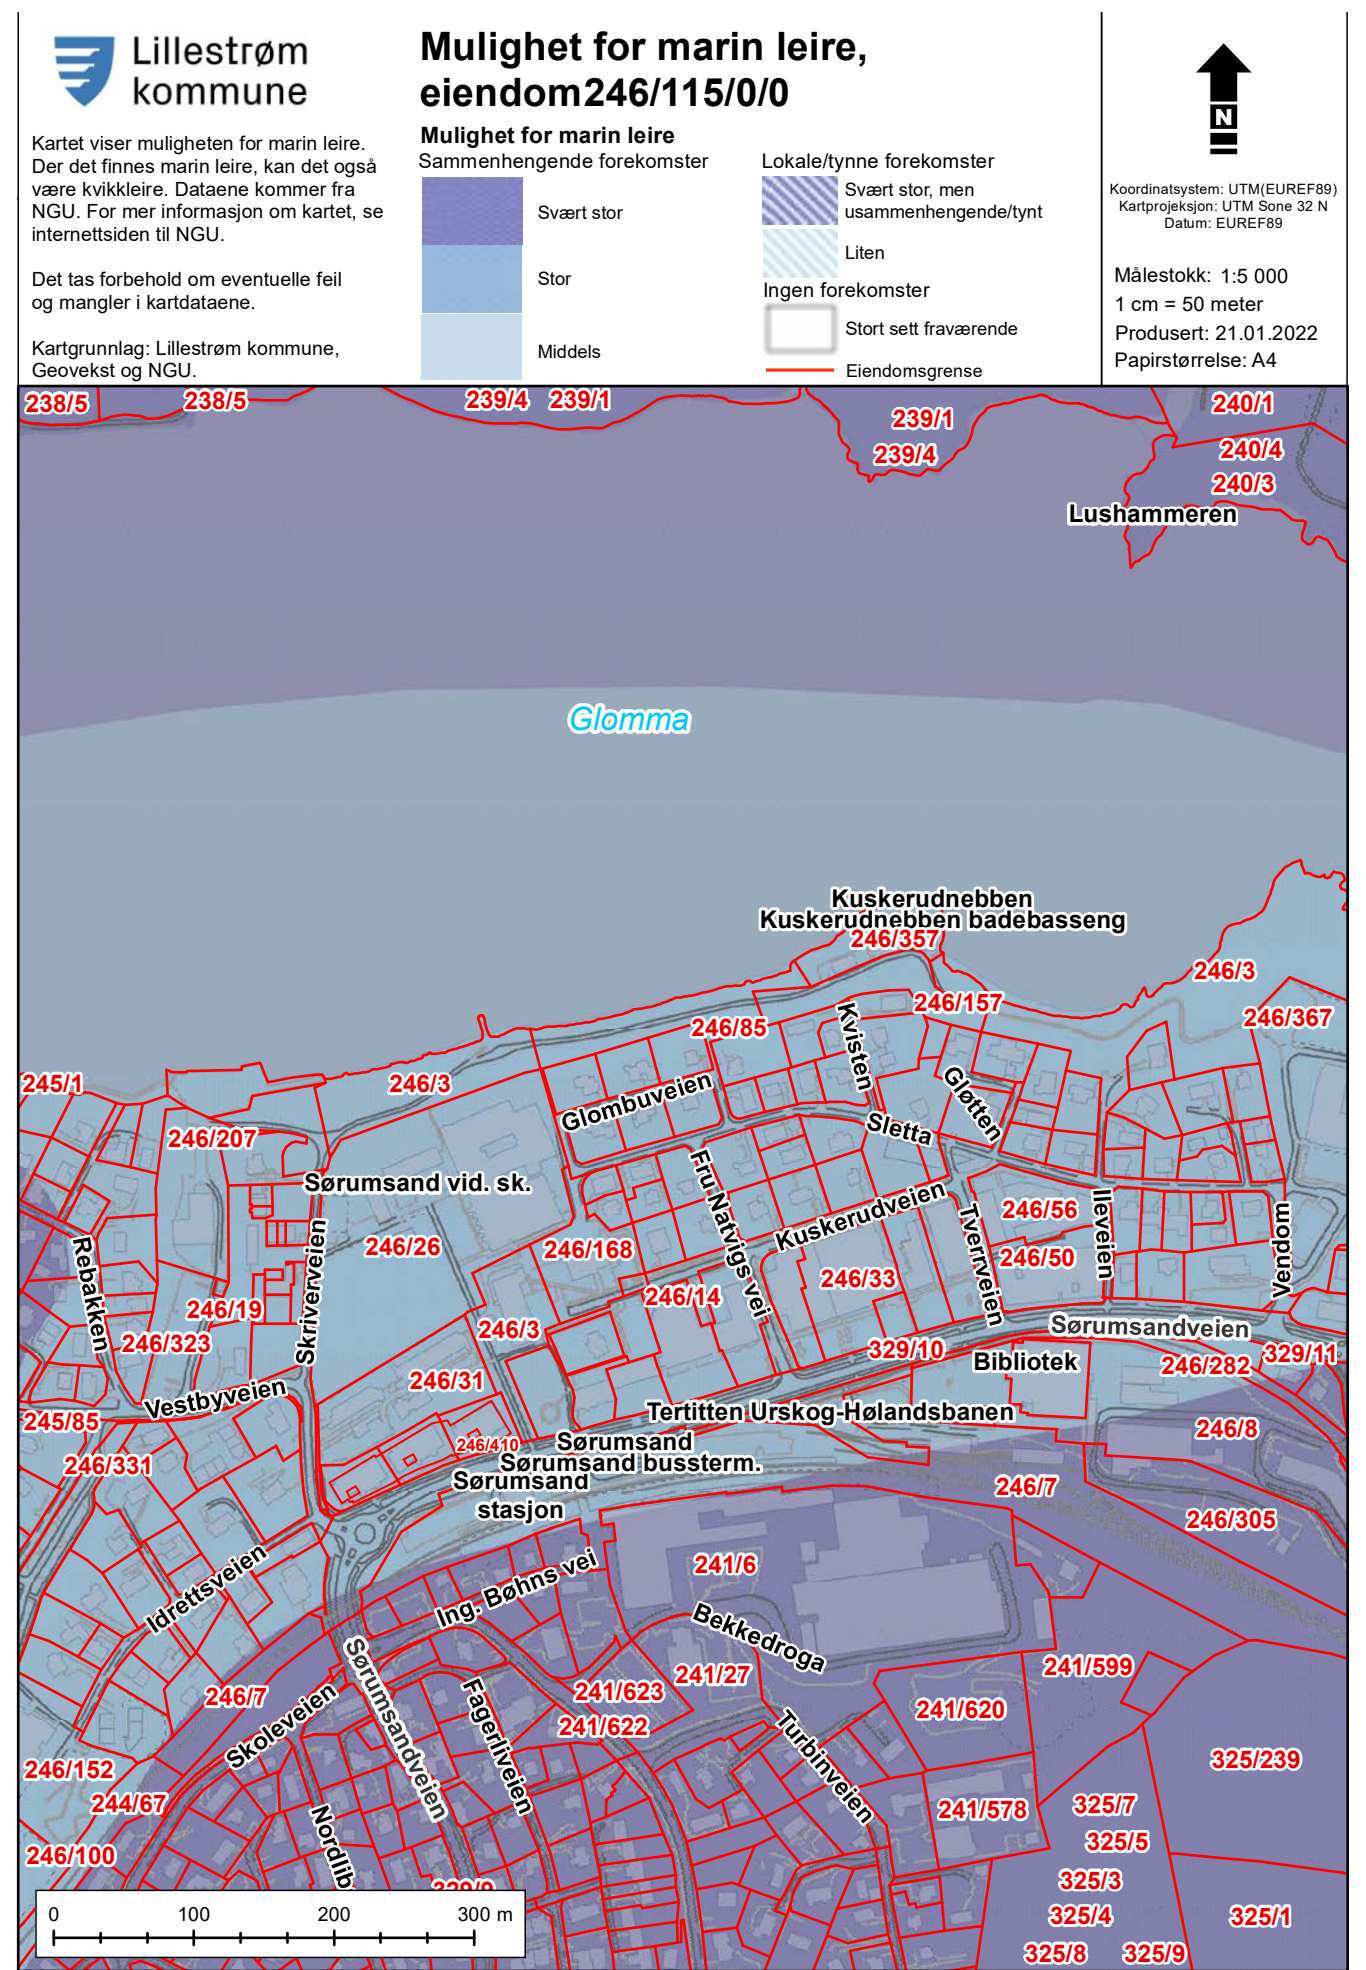 Lillestrøm
kommune
Kartet viser muligheten for marin leire.
Der det finnes marin leire, kan det også
være kvikkleire. Dataene kommer fra
NGU. For mer informasjon om kartet, se
internettsiden til NGU.
Det tas forbehold om eventuelle feil
og mangler i kartdataene.
Kartgrunnlag: Lillestrøm kommune,
Geovekst og NGU.
Mulighet for marin leire,
eiendom246/115/0/0
Mulighet for marin leire
Sammenhengende forekomster
Svært stor
Stor
Middels
Lokale/tynne forekomster
Svært stor, men
usammenhengende/tynt
Liten
Ingen forekomster
Stort sett fraværende
Eiendomsgrense
N
Koordinatsystem: UTM(EUREF89)
Kartprojeksjon: UTM Sone 32 N
Datum: EUREF89
Målestokk: 1:5 000
1 cm = 50 meter
Produsert: 21.01.2022
Papirstørrelse: A4
238/5
238/5
239/4
239/1
239/1
239/4
240/1
240/4
240/3
Lushammeren
Glomma
Kuskerudnebben
Kuskerudnebben badebasseng
246/357
246/3
246/157
246/367
246/85
Kvisten
245/1
246/3
Glombuveien
Gløtten
Sletta
246/207
Sørumsand vid. sk.
Fru Natvigs vei
246/26
246/168
Kuskerudveien
246/56
Ileveien
Tverrveien
246/50
Vendom
Rebakken
Skriverveien
246/33
246/14
246/19
246/323
246/3
329/10
Sørumsandveien
Bibliotek
246/282
329/11
246/31
Vestbyveien
245/85
Tertitten Urskog-Hølandsbanen
246/8
246/410
Sørumsand
Sørumsand bussterm.
246/331
Sørumsand
stasjon
246/7
246/305
241/6
Ing. Bøhns vei
Idrettsveien
Bekkedroga
241/27
241/599
241/623
241/622
246/7
Skoleveien
Sørumsandveien
Fagerliveien
241/620
Turbinveien
246/152
325/239
244/67
241/578
325/7
325/5
246/100
Nordlib
329/9
325/3
325/4
325/1
325/8
325/9
0 100 200 300 m